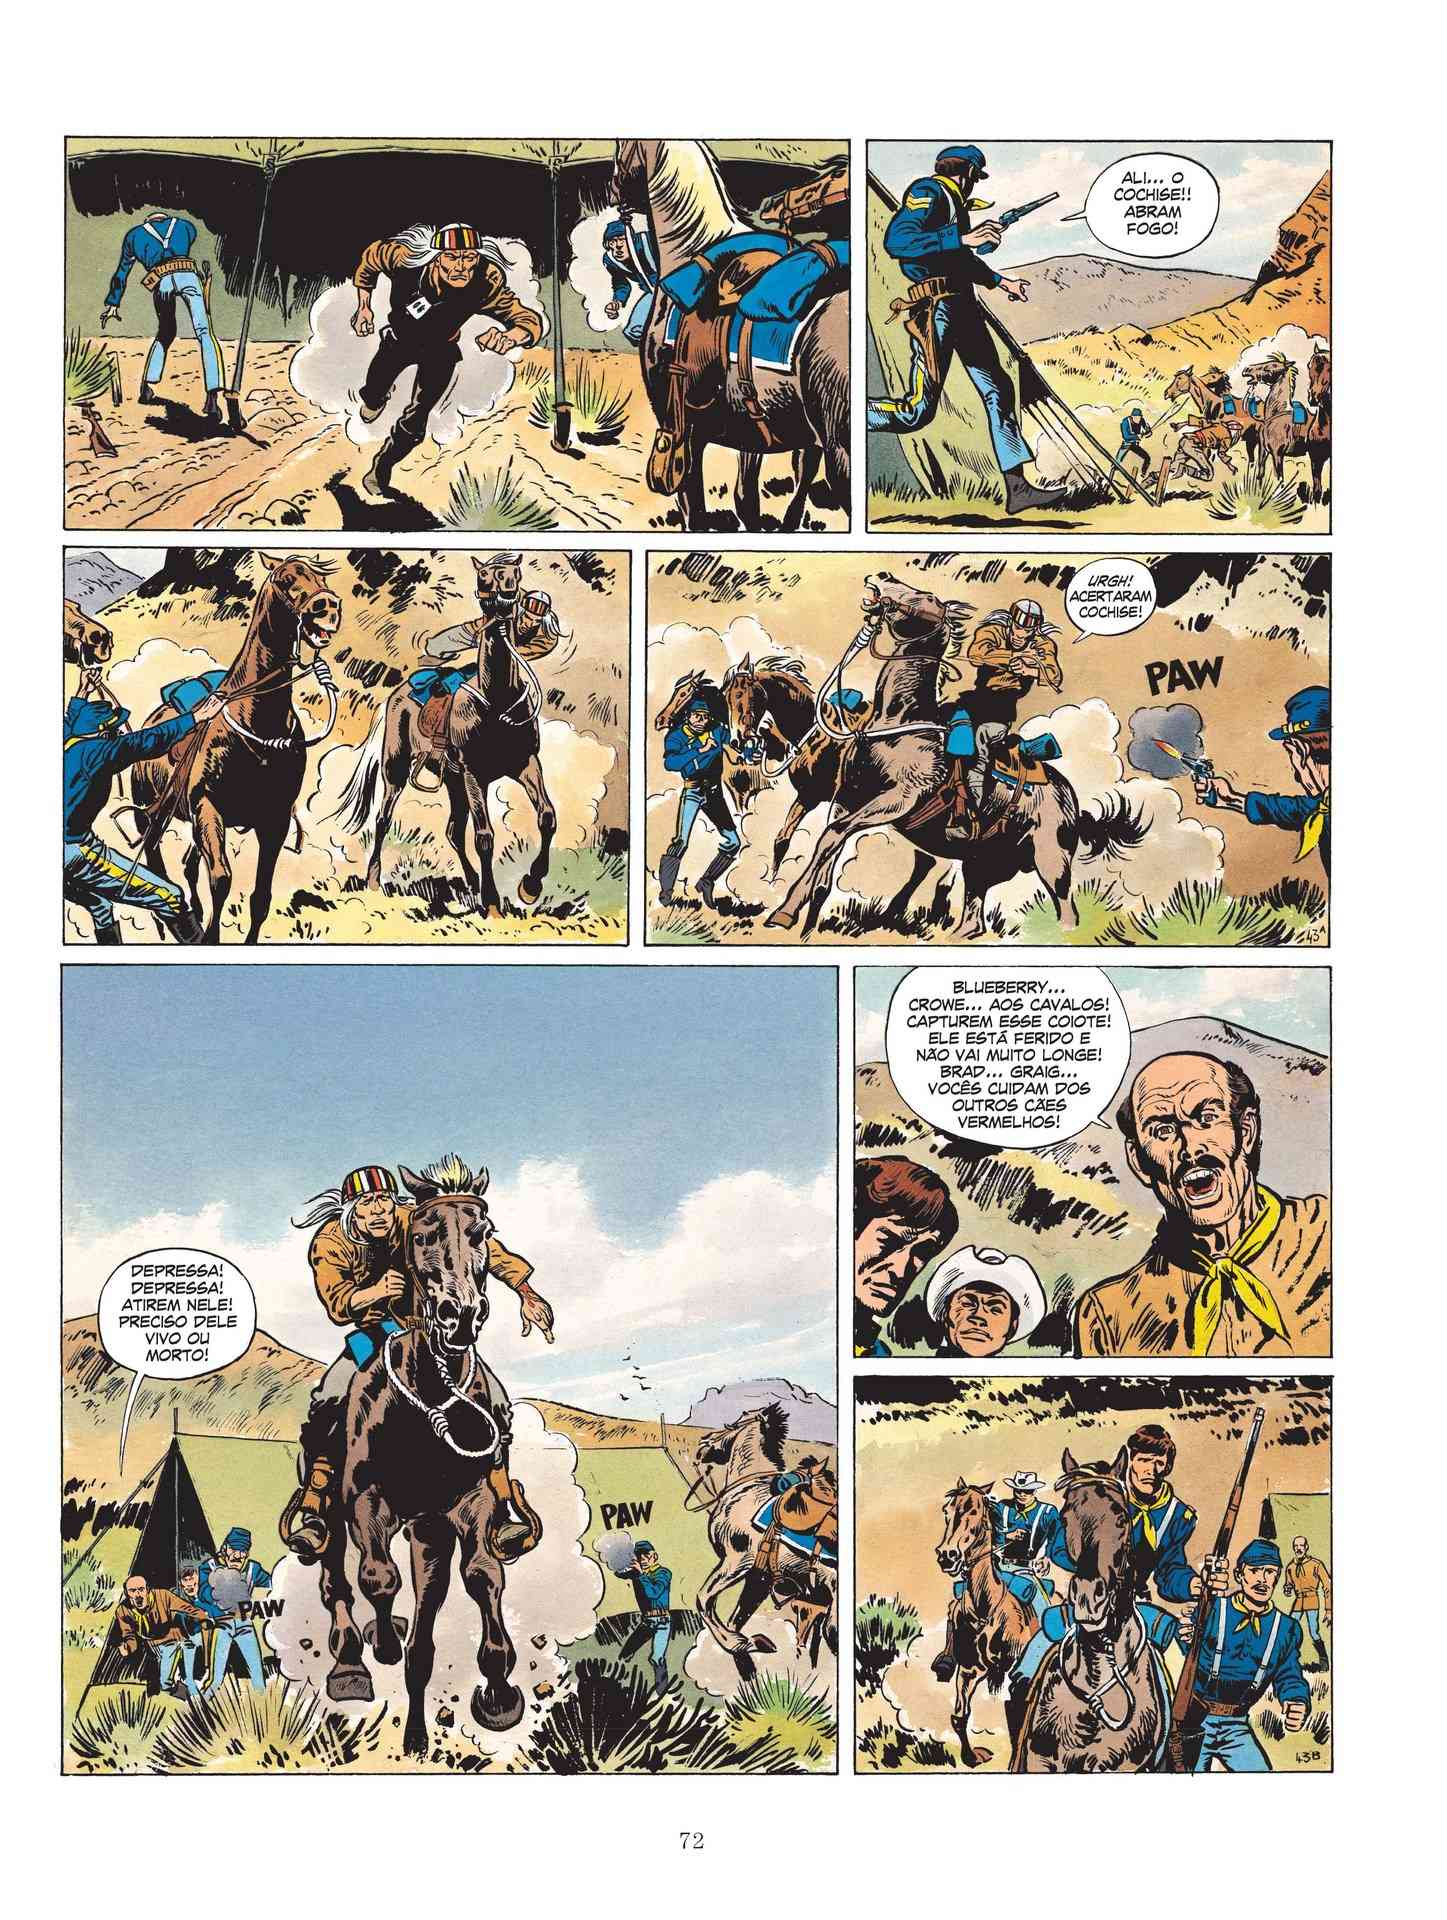 ALI... O
COCHISE!!
ABRAM
FOGO!
URGH!
ACERTARAM
COCHISE!
PAW
43A
DEPRESSA!
DEPRESSA!
ATIREM NELE!
PRECISO DELE
VIVO OU
MORTO!
PAW
PAW
BLUEBERRY...
CROWE... AOS CAVALOS!
CAPTUREM ESSE COIOTE!
ELE ESTÁ FERIDO E
NÃO VAI MUITO LONGE!
BRAD... GRAIG...
VOCÊS CUIDAM DOS
OUTROS CÃES
VERMELHOS!
43B
72